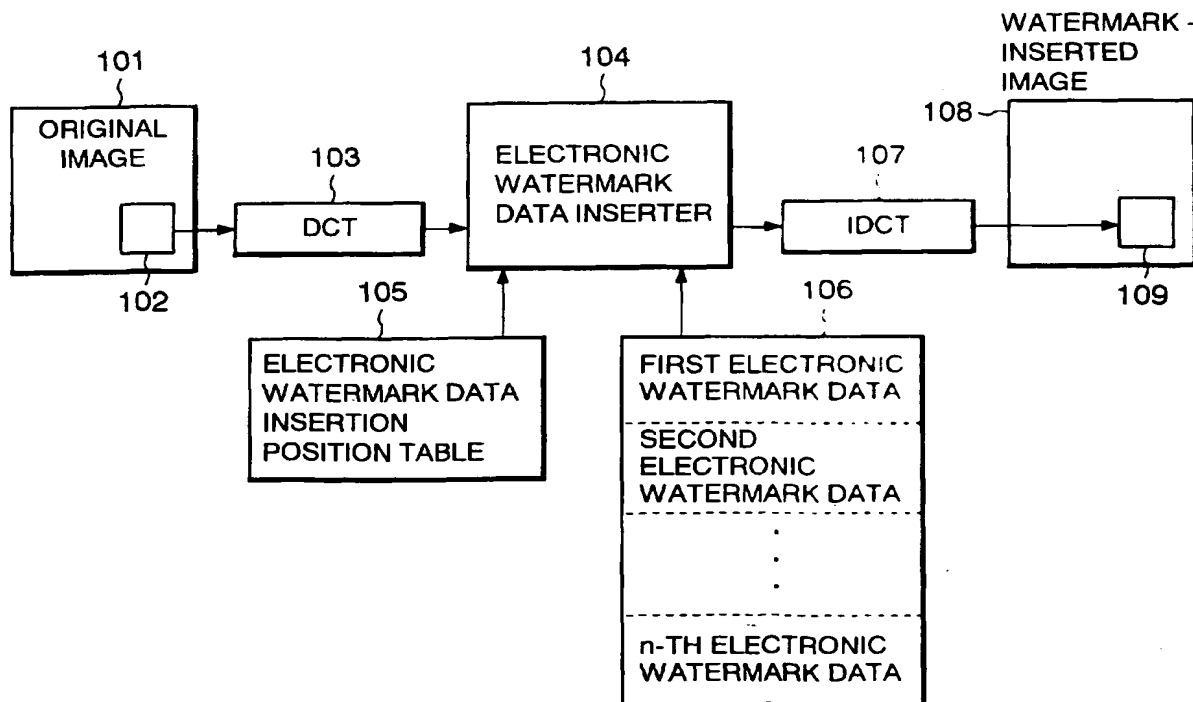 WATERMARK -
INSERTED
IMAGE
101
104
108
ORIGINAL
IMAGE
103
107
ELECTRONIC
WATERMARK
DATA INSERTER
DCT
IDCT
102
109
105
106
ELECTRONIC
WATERMARK DATA
INSERTION
POSITION TABLE
FIRST ELECTRONIC
WATERMARK DATA
SECOND
ELECTRONIC
WATERMARK DATA
.
.
.
n-TH ELECTRONIC
WATERMARK DATA